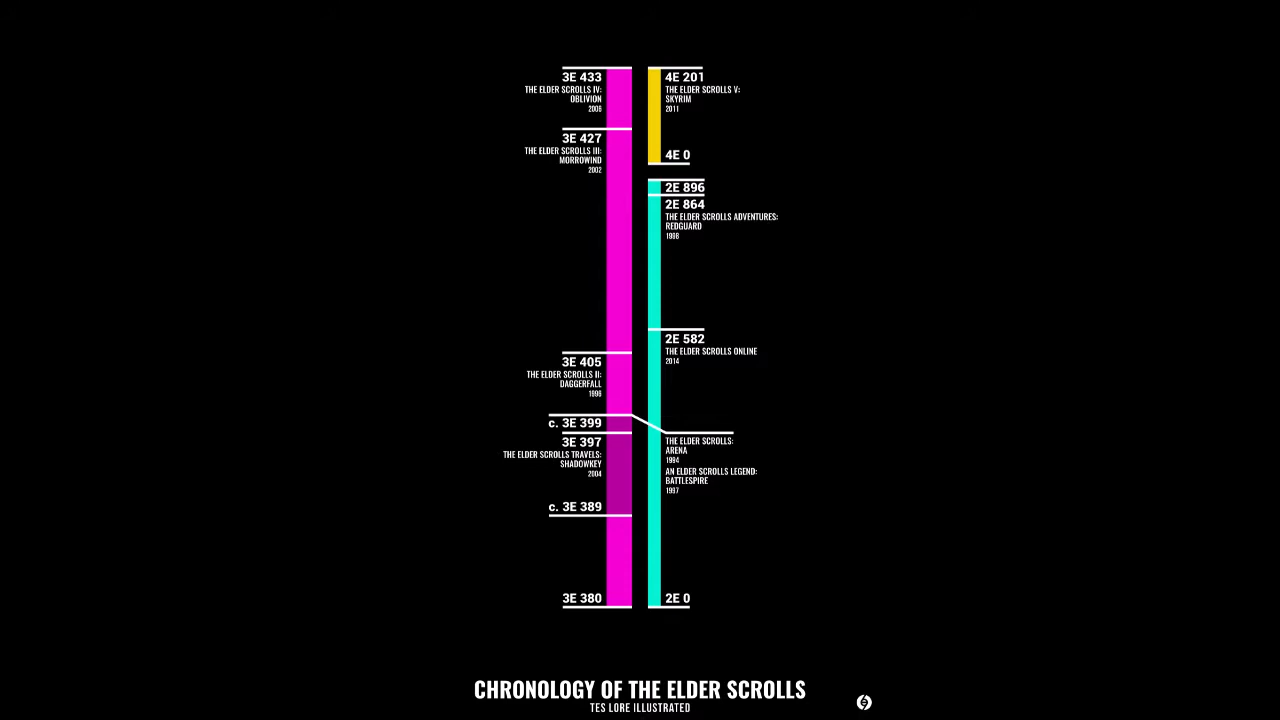 3E 433
THE ELDER SCROLLS IV:
OBLIVION
2006
3E 427
THE ELDER SCROLLS III:
MORROWIND
2002
3E 405
THE ELDER SCROLLS II:
DAGGERFALL
1996
c. 3E 399
3E 397
THE ELDER SCROLLS TRAVELS:
SHADOWKEY
2004
c. 3E 389
3E 380
4E 201
THE ELDER SCROLLS V:
SKYRIM
2011
4E 0
2E 896
2E 864
THE ELDER SCROLLS ADVENTURES:
REDGUARD
1998
2E 582
THE ELDER SCROLLS ONLINE
2014
THE ELDER SCROLLS:
ARENA
1994
AN ELDER SCROLLS LEGEND:
BATTLESPIRE
1997
2E 0
CHRONOLOGY OF THE ELDER SCROLLS
TES LORE ILLUSTRATED